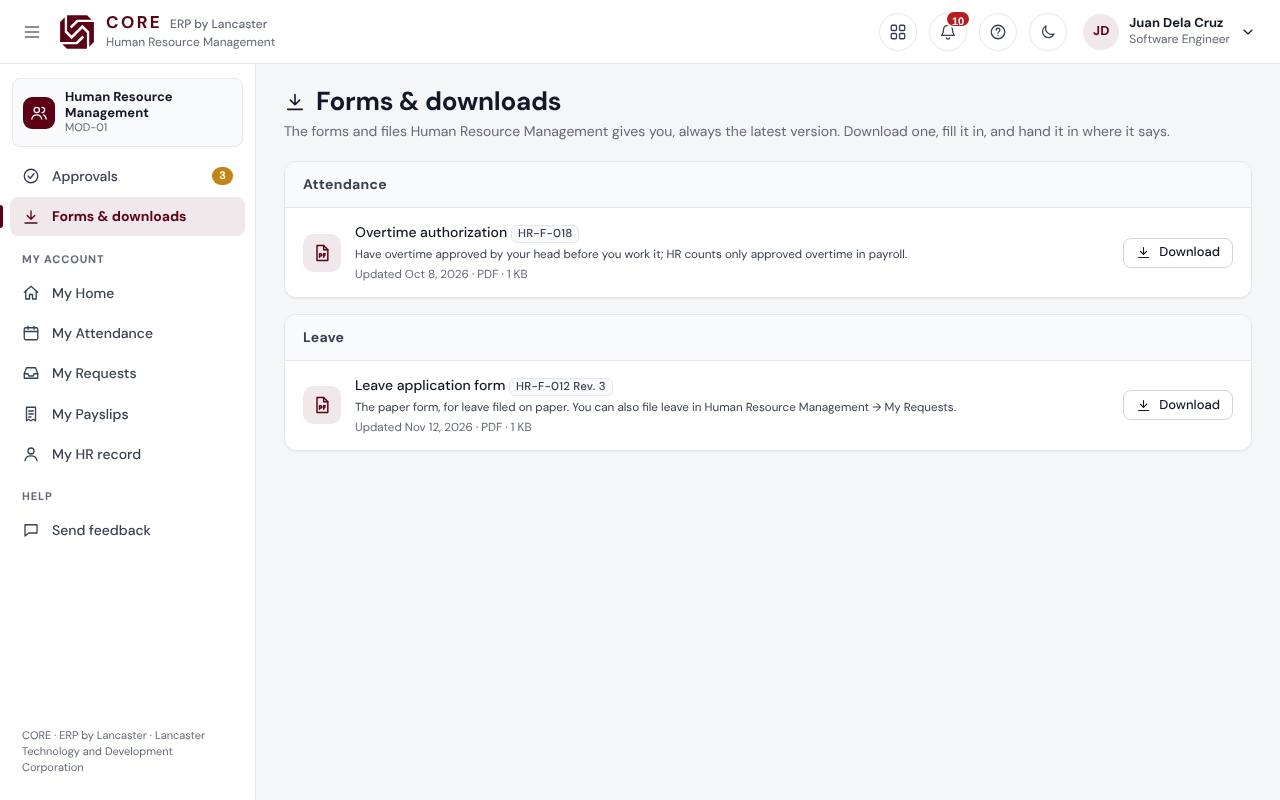 CORE ERP by Lancaster
Human Resource Management
10
JD
Juan Dela Cruz
Software Engineer
Human Resource
Management
MOD-01
Approvals 3
Forms & downloads
MY ACCOUNT
My Home
My Attendance
My Requests
My Payslips
My HR record
HELP
Send feedback
CORE · ERP by Lancaster · Lancaster
Technology and Development
Corporation
Forms & downloads
The forms and files Human Resource Management gives you, always the latest version. Download one, fill it in, and hand it in where it says.
Attendance
Overtime authorization HR-F-018
Have overtime approved by your head before you work it; HR counts only approved overtime in payroll.
Updated Oct 8, 2026 · PDF · 1 KB
Download
Leave
Leave application form HR-F-012 Rev. 3
The paper form, for leave filed on paper. You can also file leave in Human Resource Management → My Requests.
Updated Nov 12, 2026 · PDF · 1 KB
Download